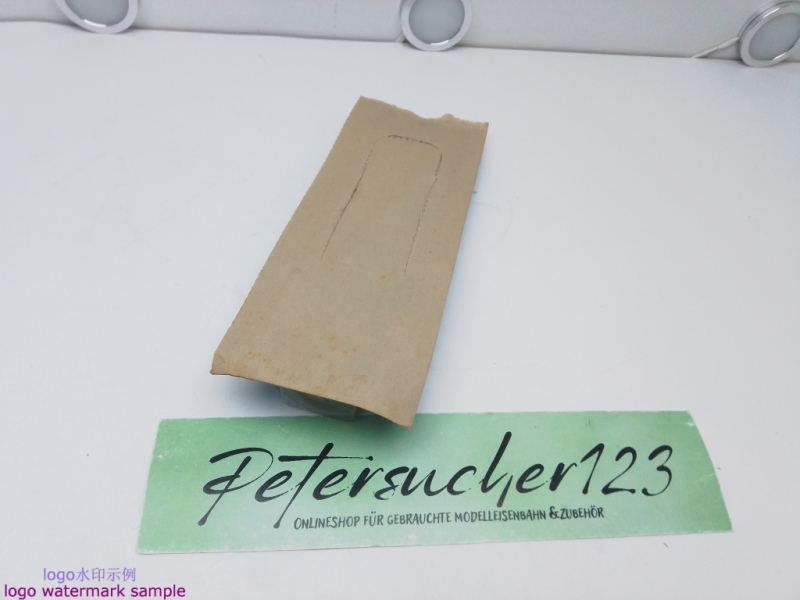 Petersucher123
ONLINESHOP FÜR GEBRAUCHTE MODELLEISENBAHN & ZUBEHÖR
logo水印示例
logo watermark sample